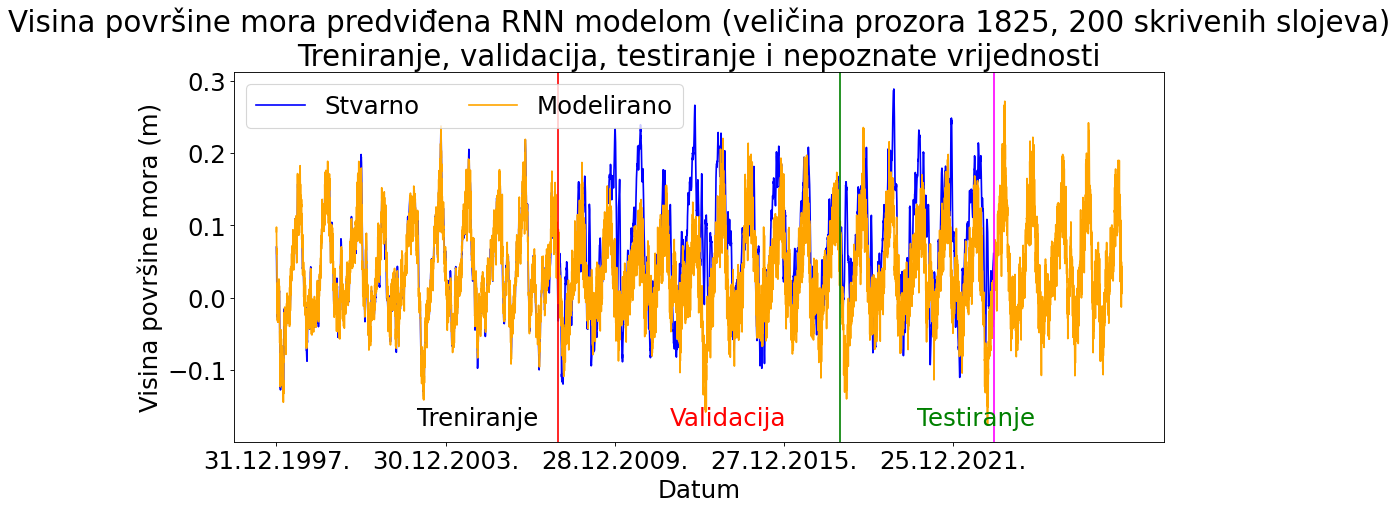 Visina površine mora predviđena RNN modelom (veličina prozora 1825, 200 skrivenih slojeva)
Treniranje, validacija, testiranje i nepoznate vrijednosti
Stvarno
Modelirano
Visina površine mora (m)
0.3
0.2
0.1
0.0
−0.1
Treniranje
Validacija
Testiranje
31.12.1997.
30.12.2003.
28.12.2009.
27.12.2015.
25.12.2021.
Datum